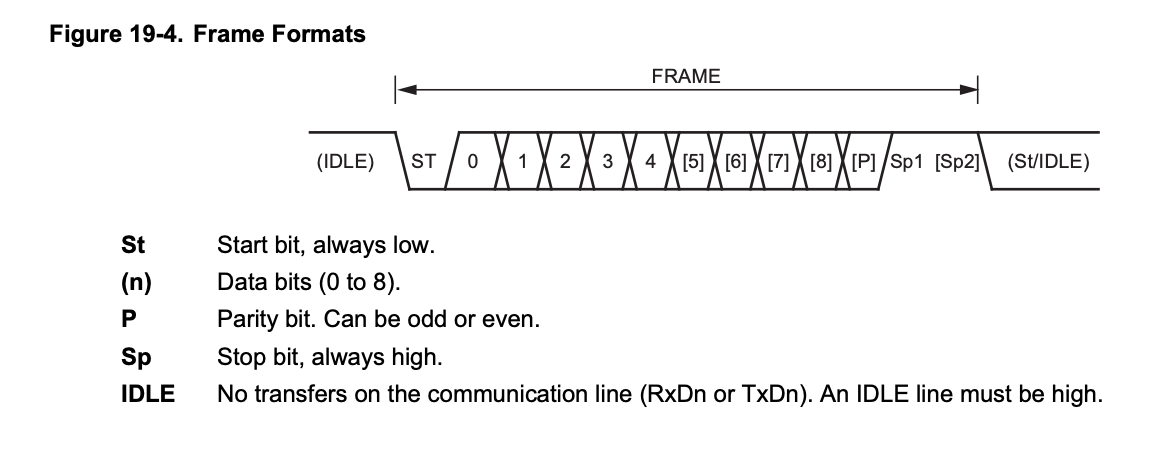 Figure 19-4. Frame Formats
FRAME
(IDLE) ST 0 1 2 3 4 [5] [6] [7] [8] [P] Sp1 [Sp2] (St/IDLE)
St Start bit, always low.
(n) Data bits (0 to 8).
P Parity bit. Can be odd or even.
Sp Stop bit, always high.
IDLE No transfers on the communication line (RxDn or TxDn). An IDLE line must be high.